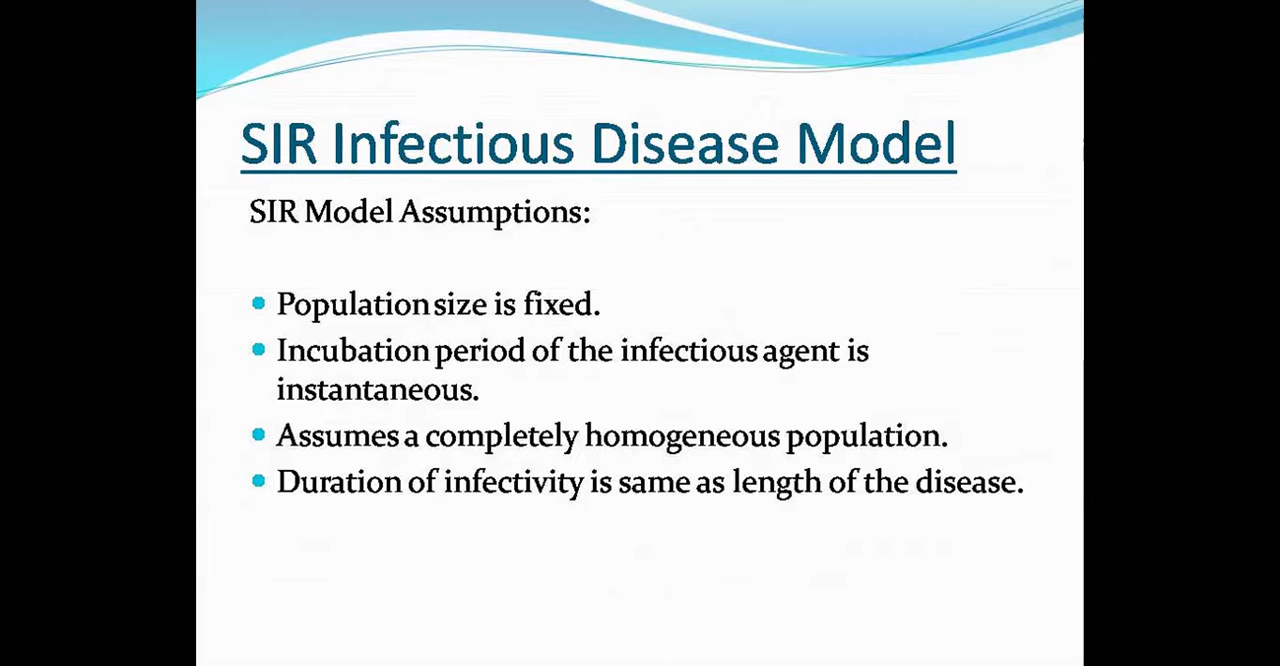 SIR Infectious Disease Model
SIR Model Assumptions:
• Population size is fixed.
• Incubation period of the infectious agent is
instantaneous.
• Assumes a completely homogeneous population.
• Duration of infectivity is same as length of the disease.